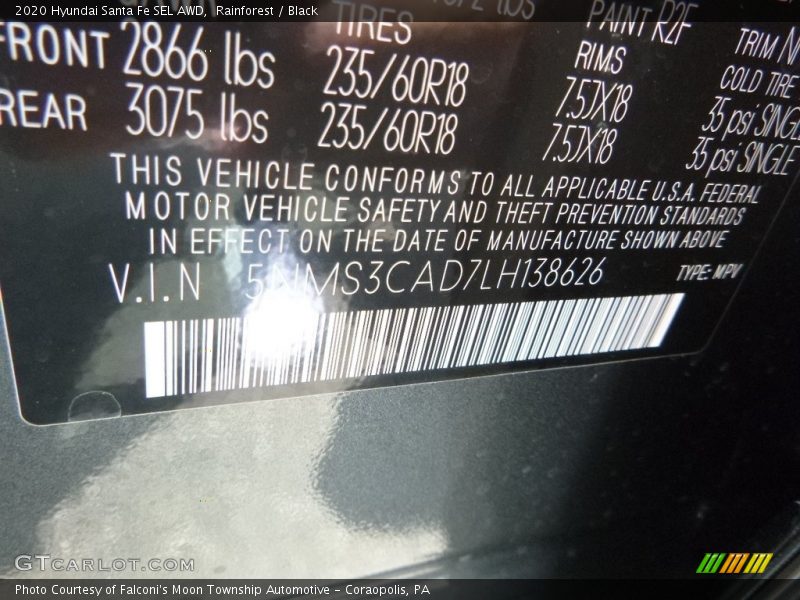 2020 Hyundai Santa Fe SEL AWD, Rainforest / Black
TIRES PAINT R2F
FRONT 2866 lbs 235/60R18 RIMS TRIM
REAR 3075 lbs 235/60R18 7.5JX18 COLD TIRE
7.5JX18 35 psi SINGLE
35 psi SINGLE
THIS VEHICLE CONFORMS TO ALL APPLICABLE U.S.A. FEDERAL
MOTOR VEHICLE SAFETY AND THEFT PREVENTION STANDARDS
IN EFFECT ON THE DATE OF MANUFACTURE SHOWN ABOVE
V.I.N 5NMS3CAD7LH138626 TYPE: MPV
GTCARLOT.COM
Photo Courtesy of Falconi's Moon Township Automotive - Coraopolis, PA